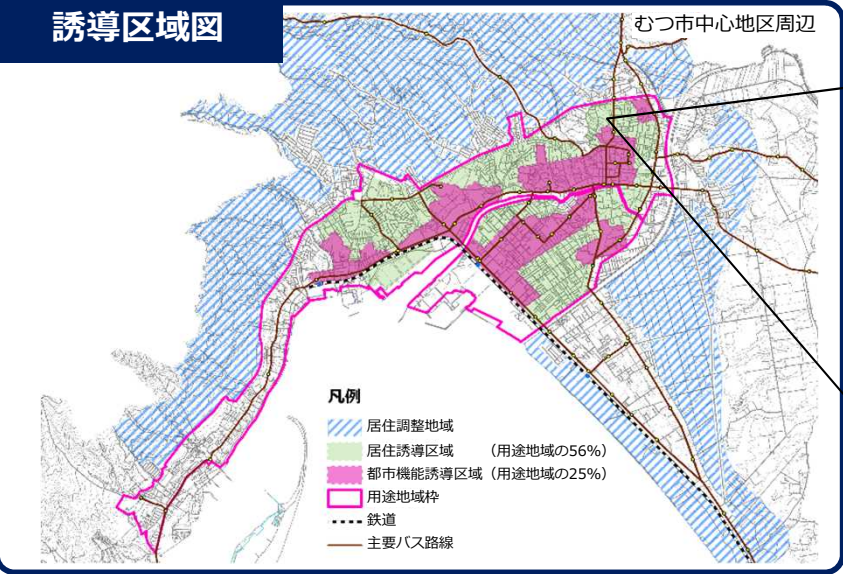 誘導区域図
むつ市中心地区周辺
凡例
居住調整地域
居住誘導区域 (用途地域の56%)
都市機能誘導区域 (用途地域の25%)
用途地域枠
鉄道
主要バス路線